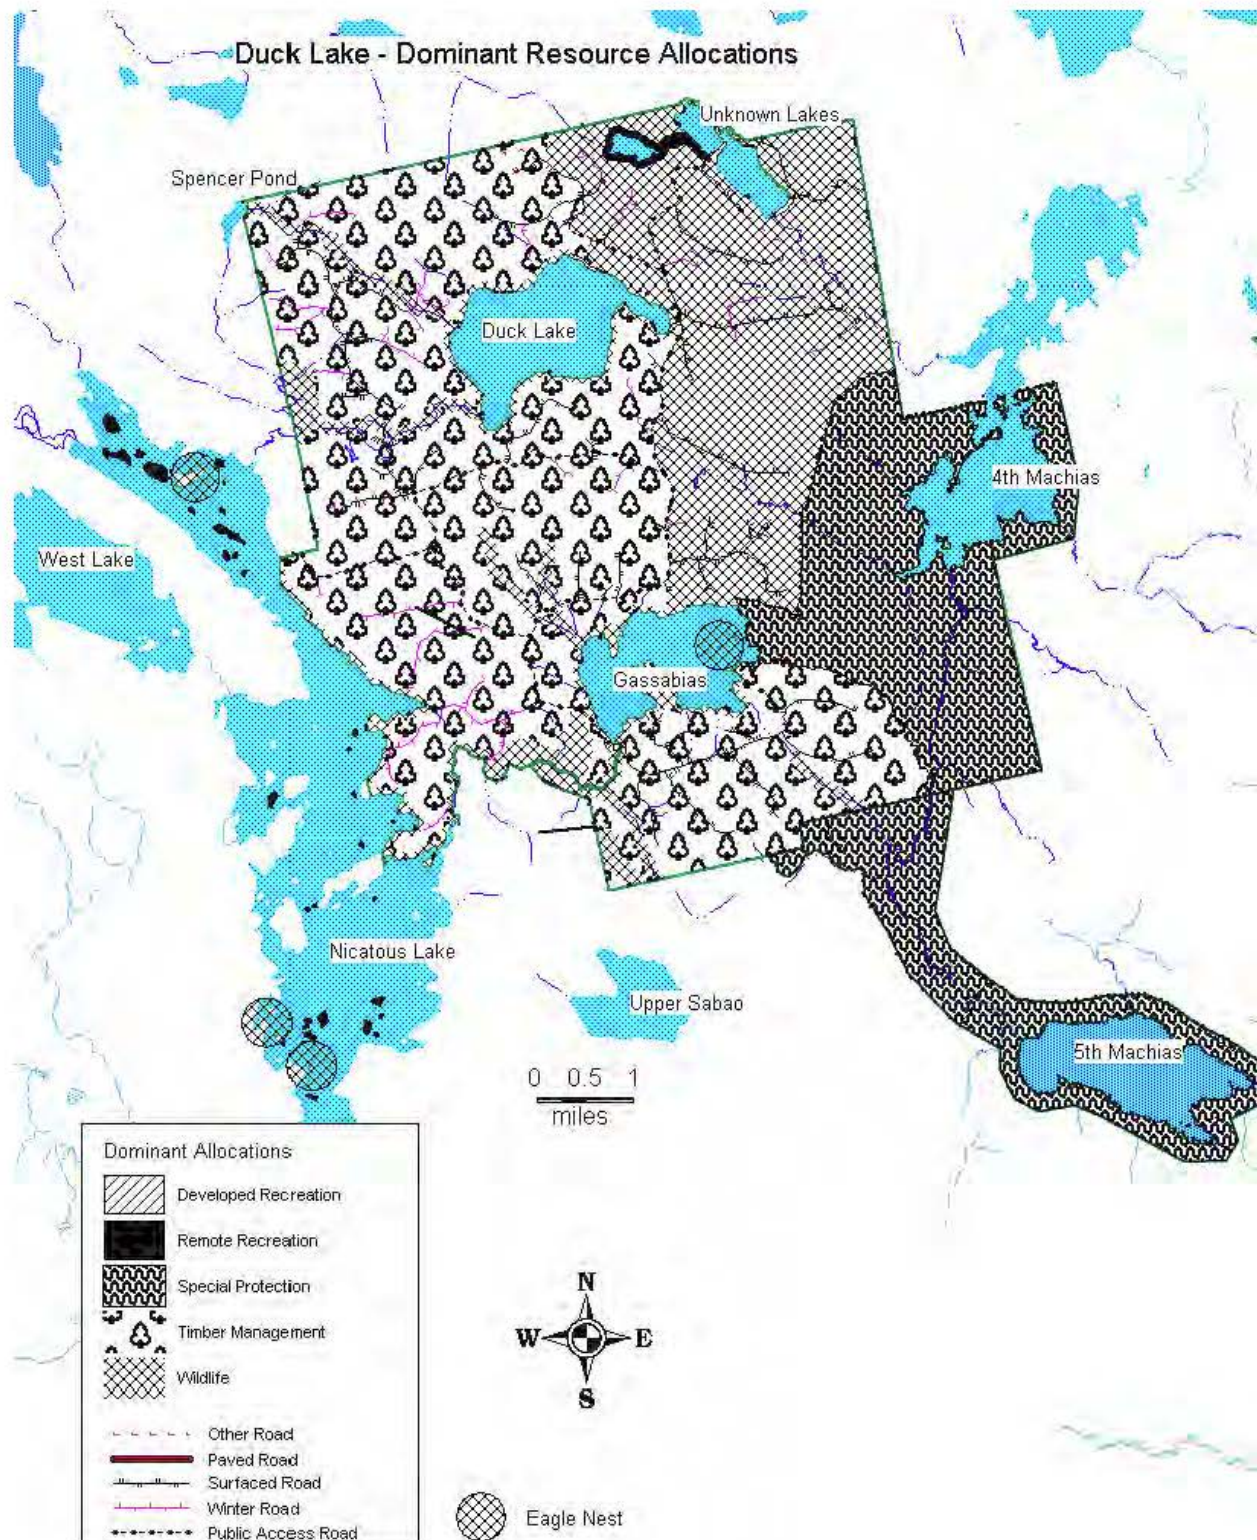 Duck Lake - Dominant Resource Allocations
Unknown Lakes
Spencer Pond
Duck Lake
4th Machias
West Lake
Gassabias
Nicatous Lake
Upper Sabao
5th Machias
0 0.5 1
miles
Dominant Allocations
Developed Recreation
Remote Recreation
Special Protection
Timber Management
Wildlife
Other Road
Paved Road
Surfaced Road
Winter Road
Public Access Road
N
W E
S
Eagle Nest